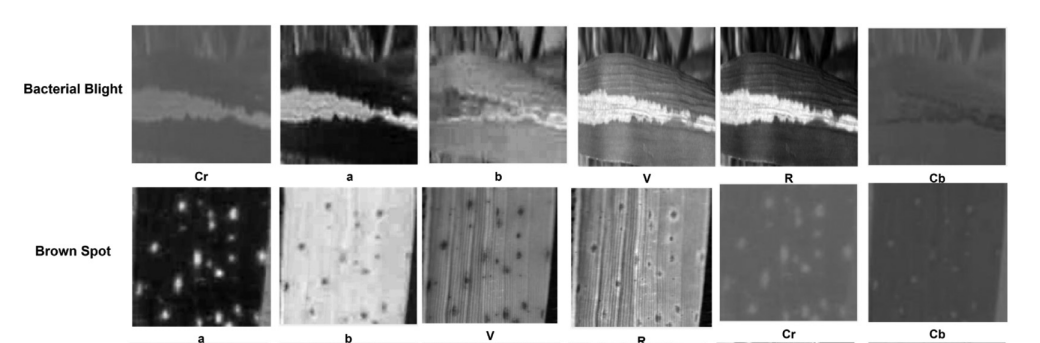 Bacterial Blight
Cr a b V R Cb
Brown Spot
a b V R Cr Cb